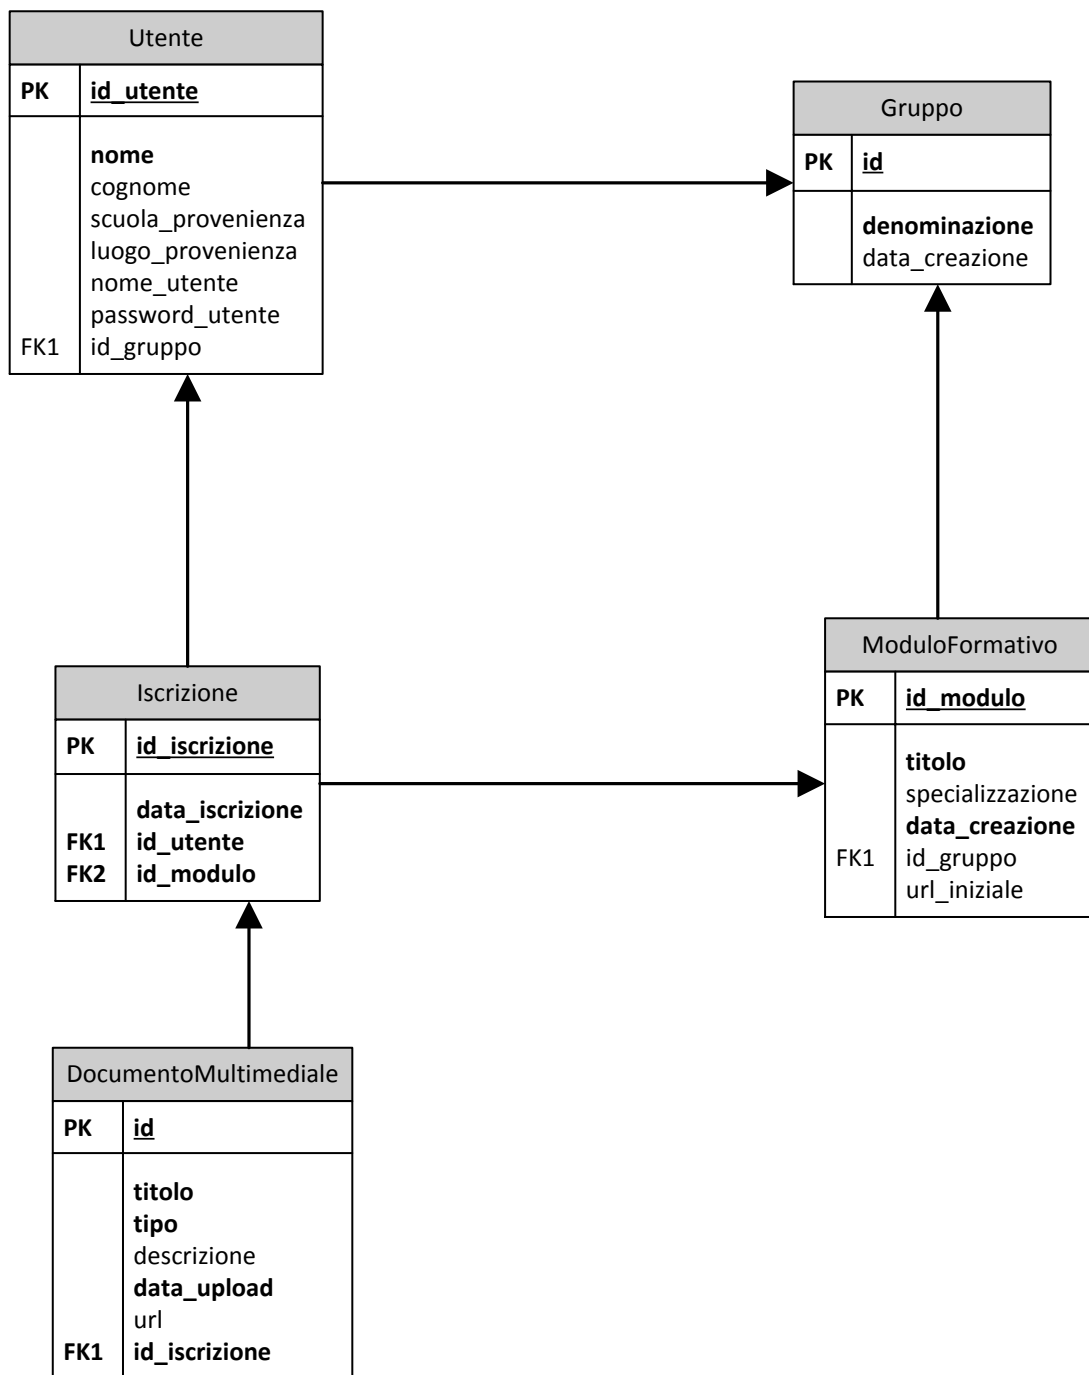 Utente
PK id_utente
nome
cognome
scuola_provenienza
luogo_provenienza
nome_utente
password_utente
FK1 id_gruppo
Gruppo
PK id
denominazione
data_creazione
Iscrizione
PK id_iscrizione
data_iscrizione
FK1 id_utente
FK2 id_modulo
ModuloFormativo
PK id_modulo
titolo
specializzazione
data_creazione
FK1 id_gruppo
url_iniziale
DocumentoMultimediale
PK id
titolo
tipo
descrizione
data_upload
url
FK1 id_iscrizione